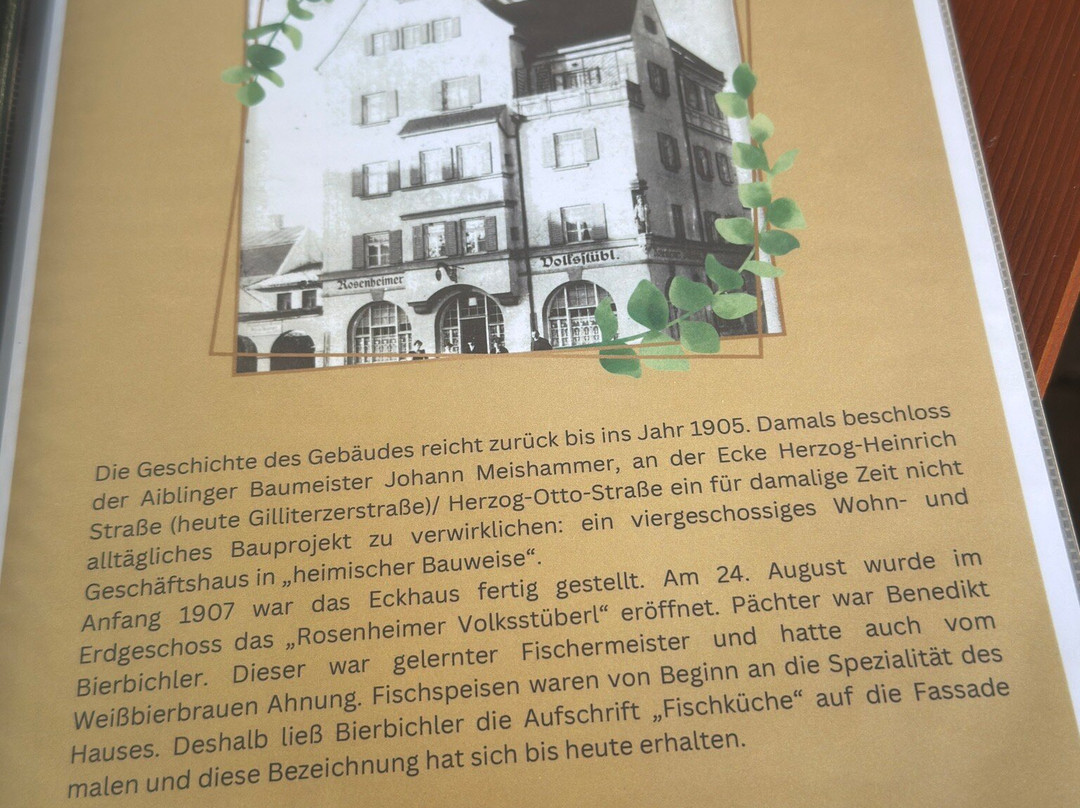 Rosenheimer
Volksstübl.
Die Geschichte des Gebäudes reicht zurück bis ins Jahr 1905. Damals beschloss
der Aiblinger Baumeister Johann Meishammer, an der Ecke Herzog-Heinrich
Straße (heute Gilliterzerstraße)/ Herzog-Otto-Straße ein für damalige Zeit nicht
alltägliches Bauprojekt zu verwirklichen: ein viergeschossiges Wohn- und
Geschäftshaus in „heimischer Bauweise“.
Anfang 1907 war das Eckhaus fertig gestellt. Am 24. August wurde im
Erdgeschoss das „Rosenheimer Volksstüberl“ eröffnet. Pächter war Benedikt
Bierbichler. Dieser war gelernter Fischermeister und hatte auch vom
Weißbierbrauen Ahnung. Fischspeisen waren von Beginn an die Spezialität des
Hauses. Deshalb ließ Bierbichler die Aufschrift „Fischküche“ auf die Fassade
malen und diese Bezeichnung hat sich bis heute erhalten.